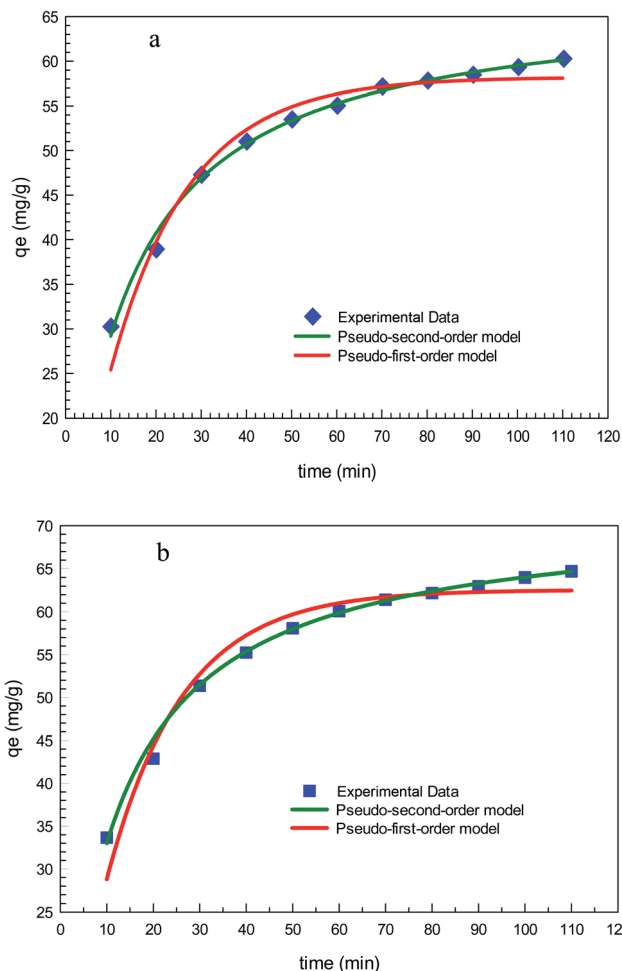 a
65
60
55
50
45
40
35
30
25
20
qe (mg/g)
Experimental Data
Pseudo-second-order model
Pseudo-first-order model
0 10 20 30 40 50 60 70 80 90 100 110 120
time (min)
b
70
65
60
55
50
45
40
35
30
25
qe (mg/g)
Experimental Data
Pseudo-second-order model
Pseudo-first-order model
0 10 20 30 40 50 60 70 80 90 100 110 12
time (min)